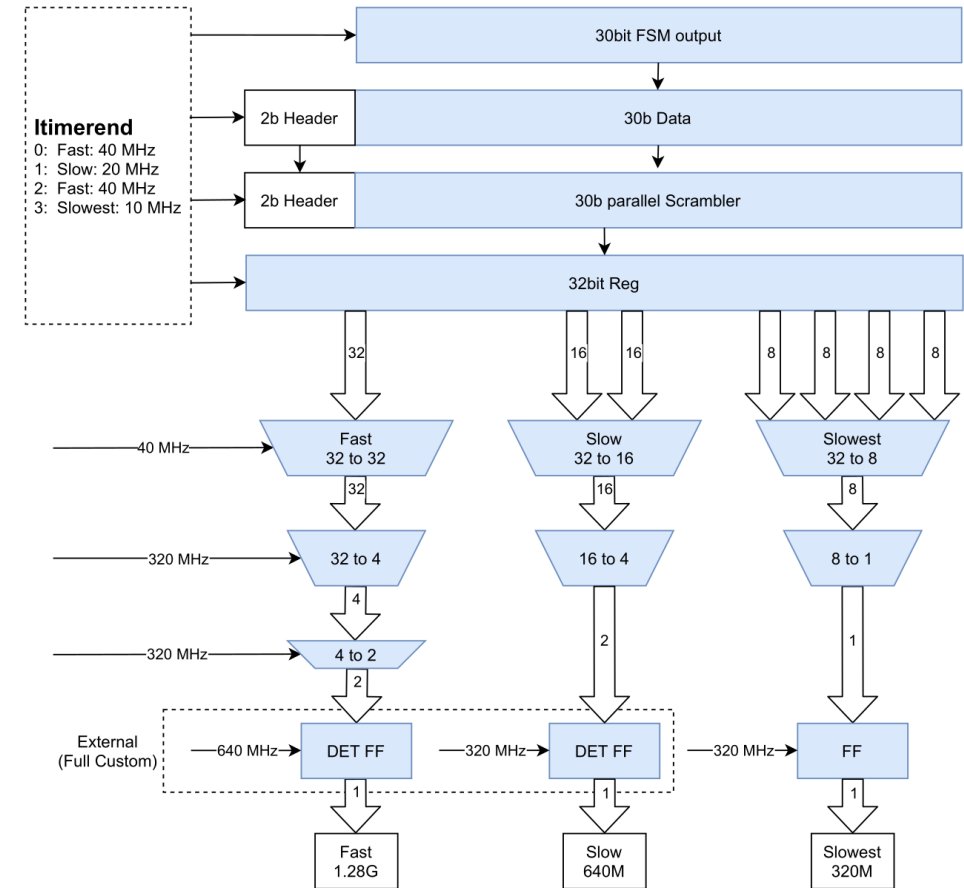 30bit FSM output
2b Header
30b Data
Itimerend
0:  Fast: 40 MHz
1:  Slow: 20 MHz
2:  Fast: 40 MHz
3:  Slowest: 10 MHz
2b Header
30b parallel Scrambler
32bit Reg
32
16
16
8
8
8
8
40 MHz
Fast
32 to 32
Slow
32 to 16
Slowest
32 to 8
32
16
8
320 MHz
32 to 4
16 to 4
8 to 1
4
2
1
320 MHz
4 to 2
2
External
(Full Custom)
640 MHz
DET FF
320 MHz
DET FF
320 MHz
FF
1
1
1
Fast
1.28G
Slow
640M
Slowest
320M